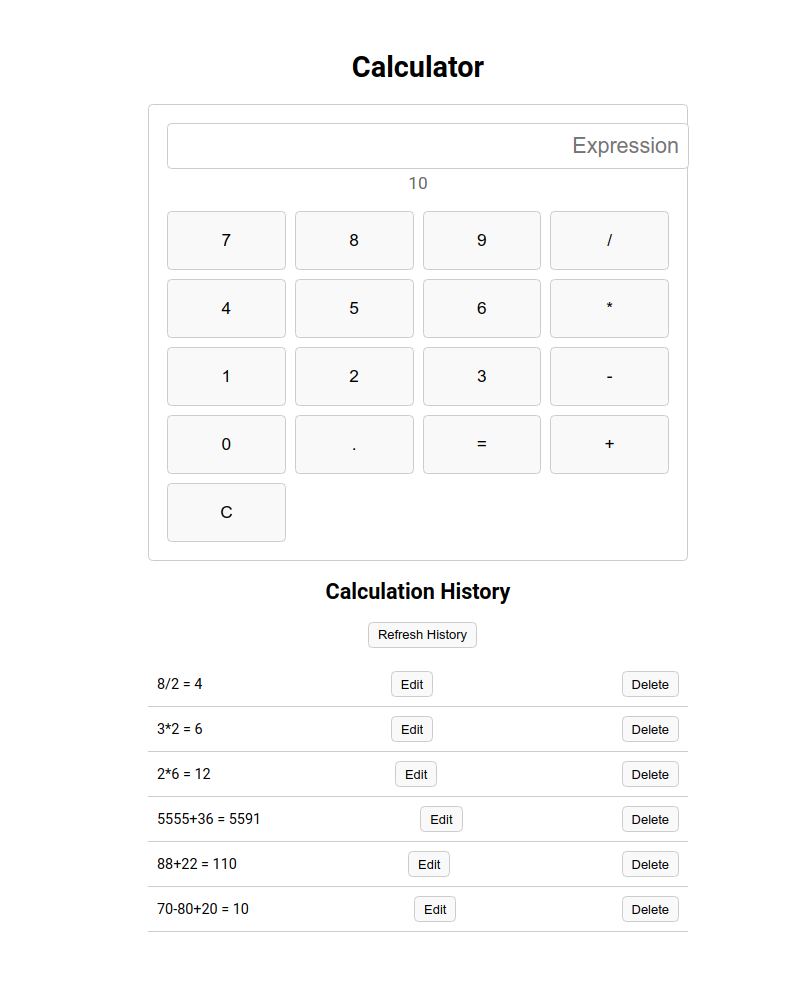 Calculator
Expression
10
7 8 9 /
4 5 6 *
1 2 3 -
0 . = +
C
Calculation History
Refresh History
8/2 = 4 Edit Delete
3*2 = 6 Edit Delete
2*6 = 12 Edit Delete
5555+36 = 5591 Edit Delete
88+22 = 110 Edit Delete
70-80+20 = 10 Edit Delete